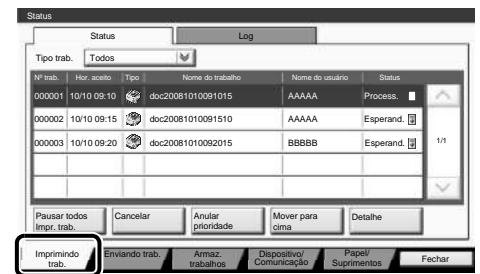 Status
Status Log
Tipo trab. Todos
Nº trab. Hor. aceito Tipo Nome do trabalho Nome do usuário Status
000001 10/10 09:10 doc20081010091015 AAAAA Process.
000002 10/10 09:15 doc20081010091510 AAAAA Esperand.
000003 10/10 09:20 doc20081010092015 BBBBB Esperand.
1/1
Pausar todos Cancelar Anular Mover para Detalhe
Impr. trab. prioridade cima
Imprimindo Enviando trab. Armaz. Dispositivo/ Papel/ Fechar
trab. trabalhos Comunicação Suprimentos